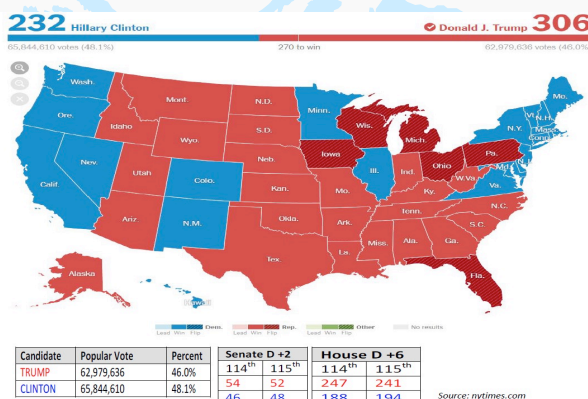 232 Hillary Clinton Donald J. Trump 306
65,844,610 votes (48.1%) 270 to win 62,979,636 votes (46.0%
Wash.
Mont.
N.D.
Minn.
Mo.
Ore.
Idaho
S.D.
Wis.
Mich.
N.Y.
Vt.
N.H.
Mass
Conn
Wyo.
Iowa
Pa.
Neb.
Nev.
Utah
Colo.
Ill.
Ind.
Ohio
W.Va
Md.
Va.
Calif.
Kan.
Mo.
Ky.
N.C.
Ariz.
N.M.
Okla.
Ark.
Tenn.
S.C.
Tex
La.
Miss.
Ala.
Ga.
Fla.
Alaska
Hawaii
Dem. Rep. Other No results
Lead Win Flip Lead Win Flip Lead Win Flip
Candidate Popular Vote Percent
TRUMP 62,979,636 46.0%
CLINTON 65,844,610 48.1%
Senate D +2 House D +6
114th 115th 114th 115th
54 52 247 241
46 48 188 194
Source: nytimes.com